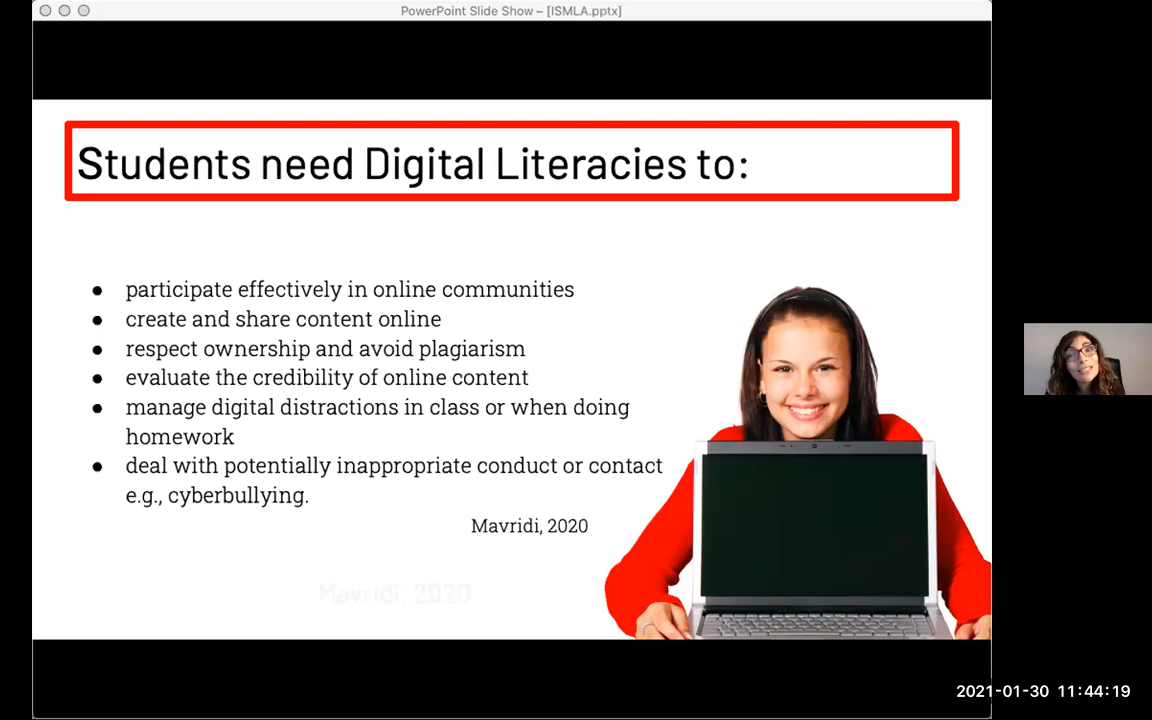 PowerPoint Slide Show – [ISMLA.pptx]
Students need Digital Literacies to:
● participate effectively in online communities
● create and share content online
● respect ownership and avoid plagiarism
● evaluate the credibility of online content
● manage digital distractions in class or when doing
homework
● deal with potentially inappropriate conduct or contact
e.g., cyberbullying.
Mavridi, 2020
Mavridi, 2020
2021-01-30 11:44:19